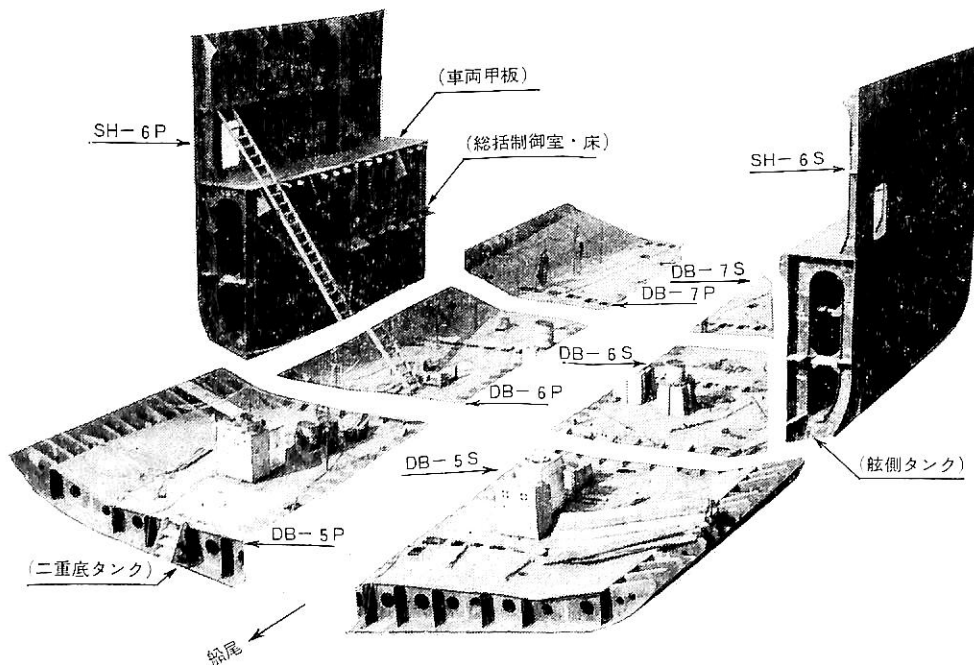 (車両甲板)
SH-6P
(総括制御室・床)
SH-6S
DB-7S
DB-7P
DB-6S
DB-6P
DB-5S
(舷側タンク)
DB-5P
(二重底タンク)
船尾